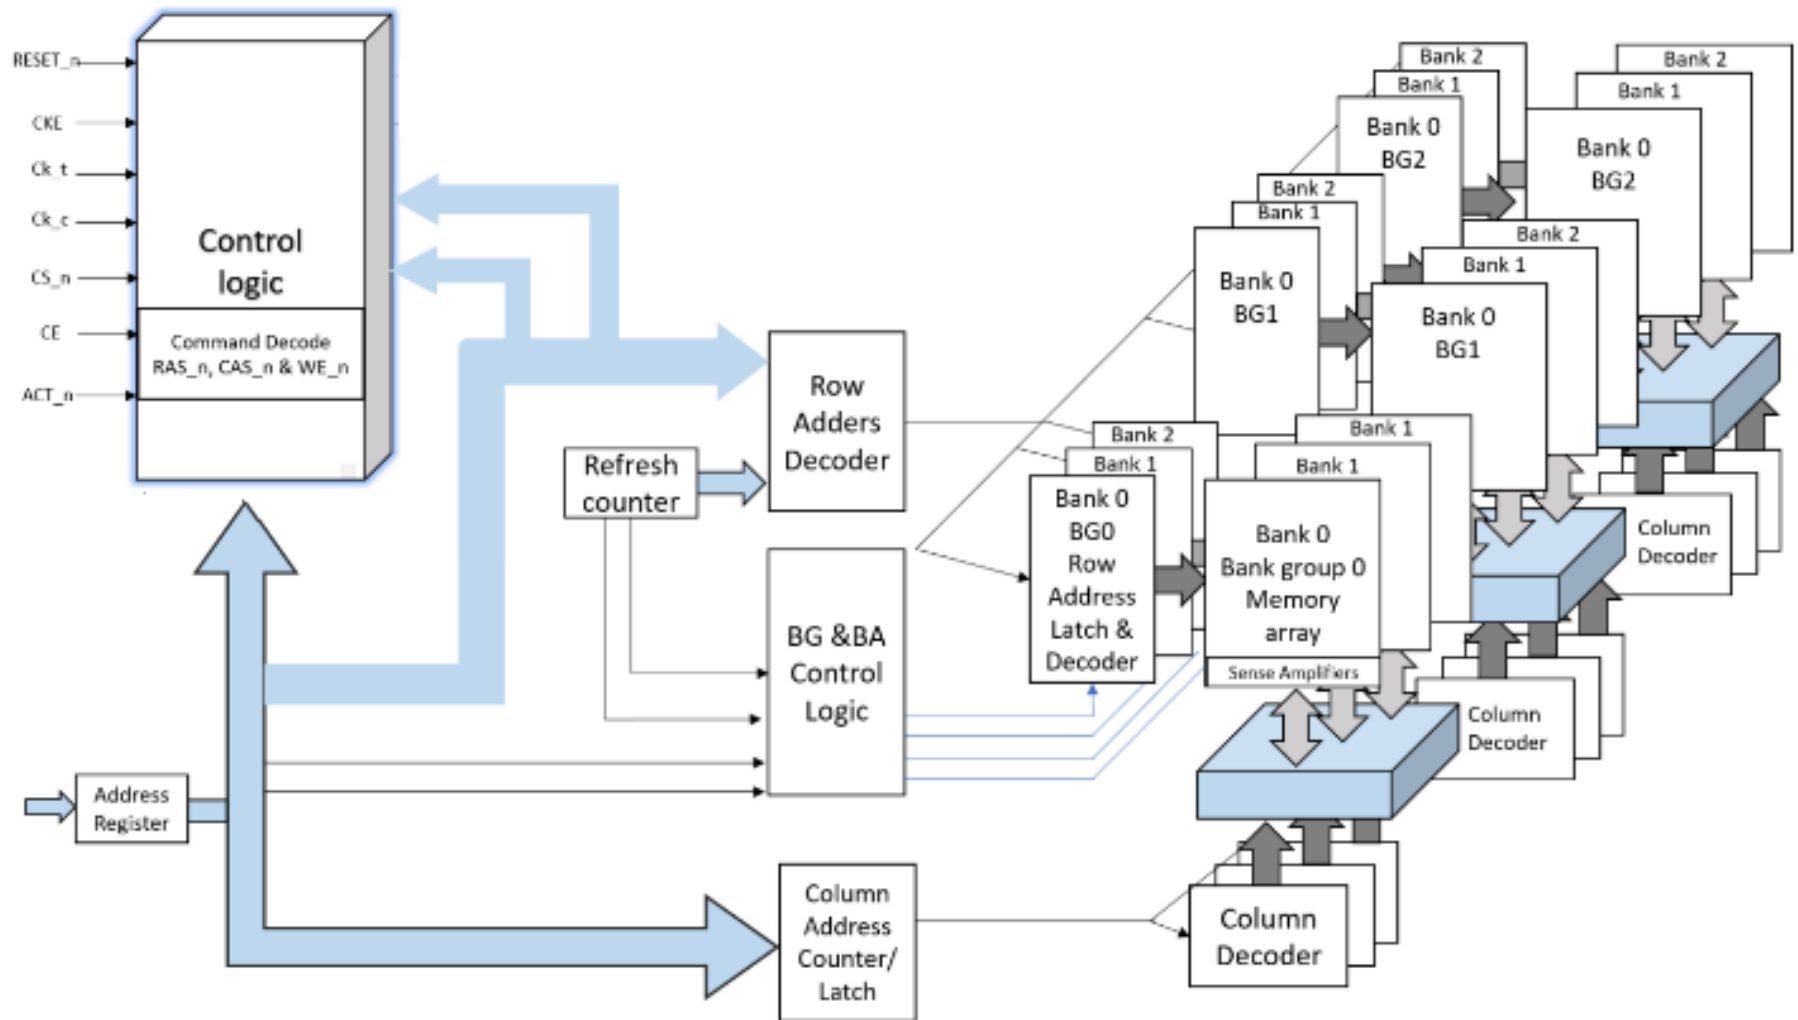 RESET_n
CKE
Ck_t
Ck_c
CS_n
CE
ACT_n
Control
logic
Command Decode
RAS_n, CAS_n & WE_n
Address
Register
Refresh
counter
Row
Adders
Decoder
BG &BA
Control
Logic
Column
Address
Counter/
Latch
Bank 2
Bank 1
Bank 0
BG2
Bank 2
Bank 1
Bank 0
BG1
Bank 2
Bank 1
Bank 0
BG0
Row
Address
Latch &
Decoder
Bank 2
Bank 1
Bank 0
BG2
Bank 2
Bank 1
Bank 0
BG1
Bank 1
Bank 1
Bank 0
Bank group 0
Memory
array
Sense Amplifiers
Column
Decoder
Column
Decoder
Column
Decoder